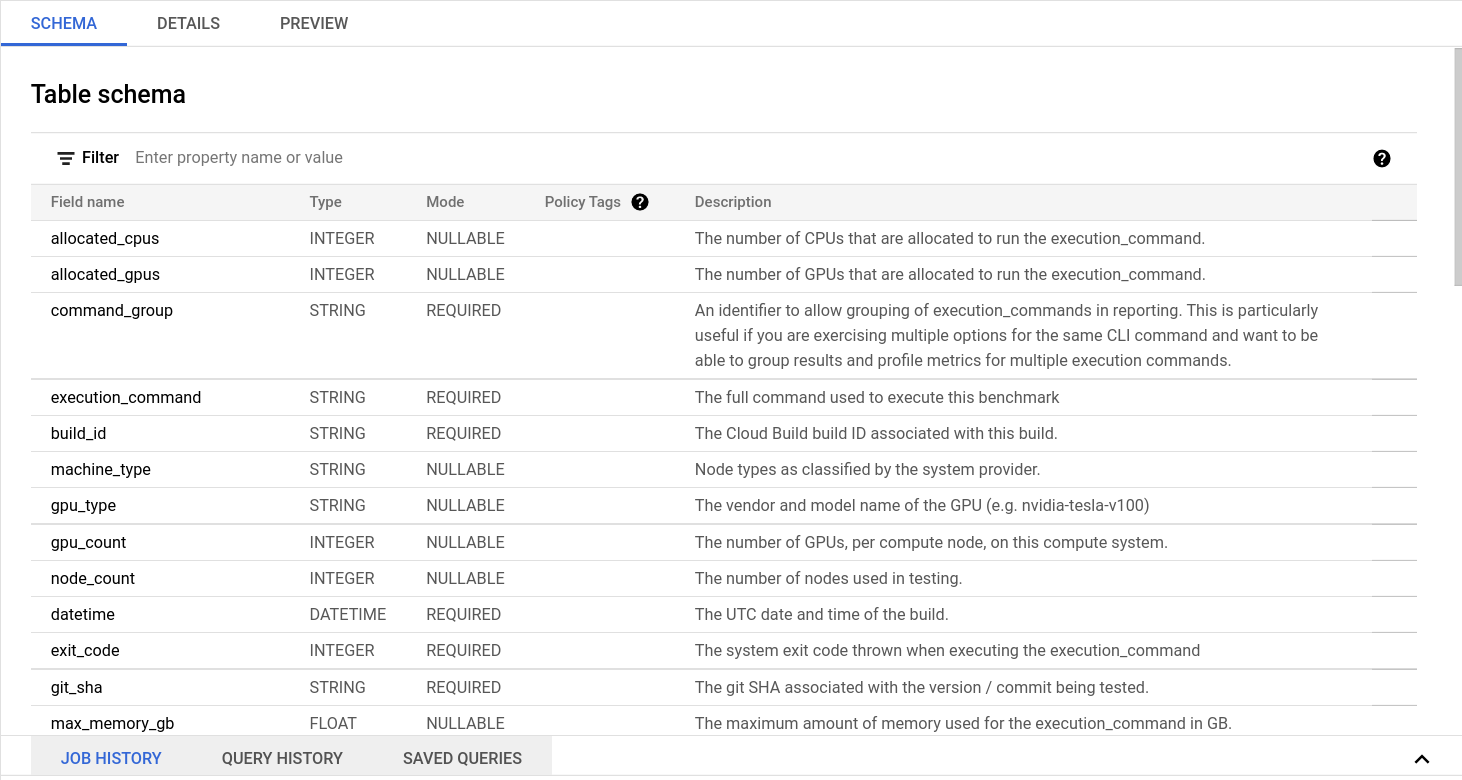 SCHEMA DETAILS PREVIEW
Table schema
Filter Enter property name or value
Field name Type Mode Policy Tags Description
allocated_cpus INTEGER NULLABLE The number of CPUs that are allocated to run the execution_command.
allocated_gpus INTEGER NULLABLE The number of GPUs that are allocated to run the execution_command.
command_group STRING REQUIRED An identifier to allow grouping of execution_commands in reporting. This is particularly
useful if you are exercising multiple options for the same CLI command and want to be
able to group results and profile metrics for multiple execution commands.
execution_command STRING REQUIRED The full command used to execute this benchmark
build_id STRING REQUIRED The Cloud Build build ID associated with this build.
machine_type STRING NULLABLE Node types as classified by the system provider.
gpu_type STRING NULLABLE The vendor and model name of the GPU (e.g. nvidia-tesla-v100)
gpu_count INTEGER NULLABLE The number of GPUs, per compute node, on this compute system.
node_count INTEGER NULLABLE The number of nodes used in testing.
datetime DATETIME REQUIRED The UTC date and time of the build.
exit_code INTEGER REQUIRED The system exit code thrown when executing the execution_command
git_sha STRING REQUIRED The git SHA associated with the version / commit being tested.
max_memory_gb FLOAT NULLABLE The maximum amount of memory used for the execution_command in GB.
JOB HISTORY QUERY HISTORY SAVED QUERIES